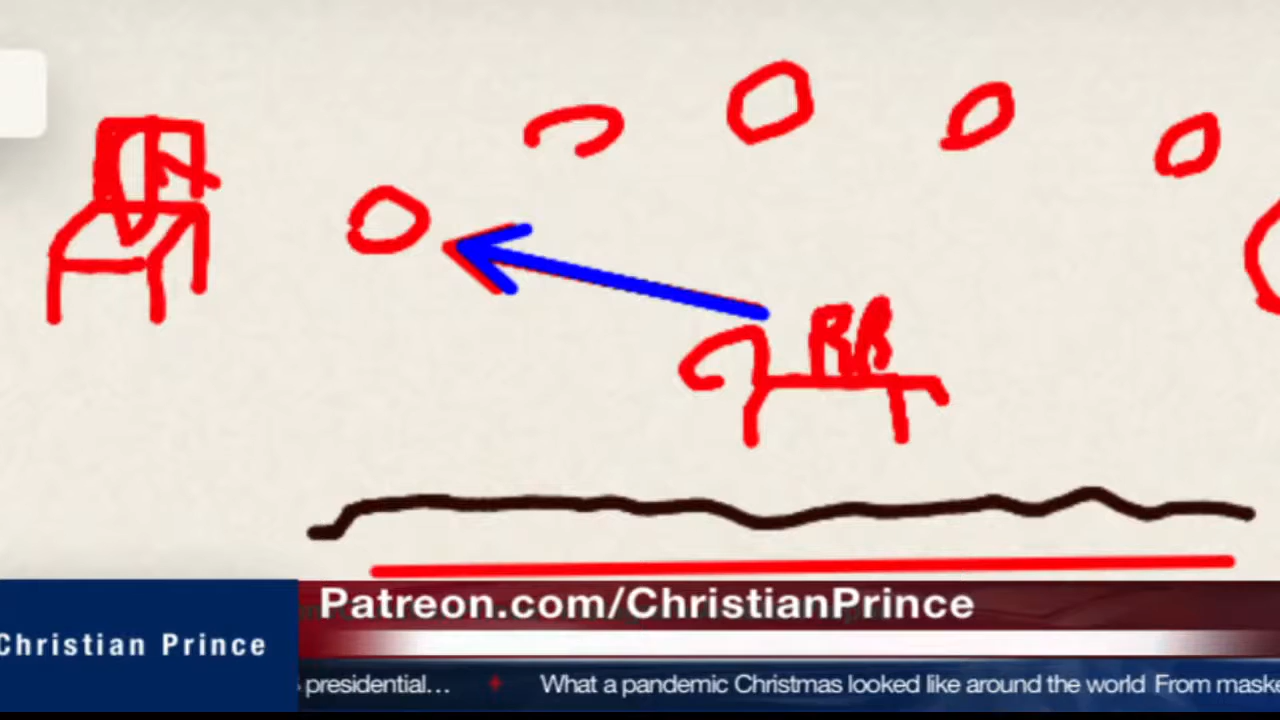 Patreon.com/ChristianPrince
Christian Prince
presidential… What a pandemic Christmas looked like around the world From maske